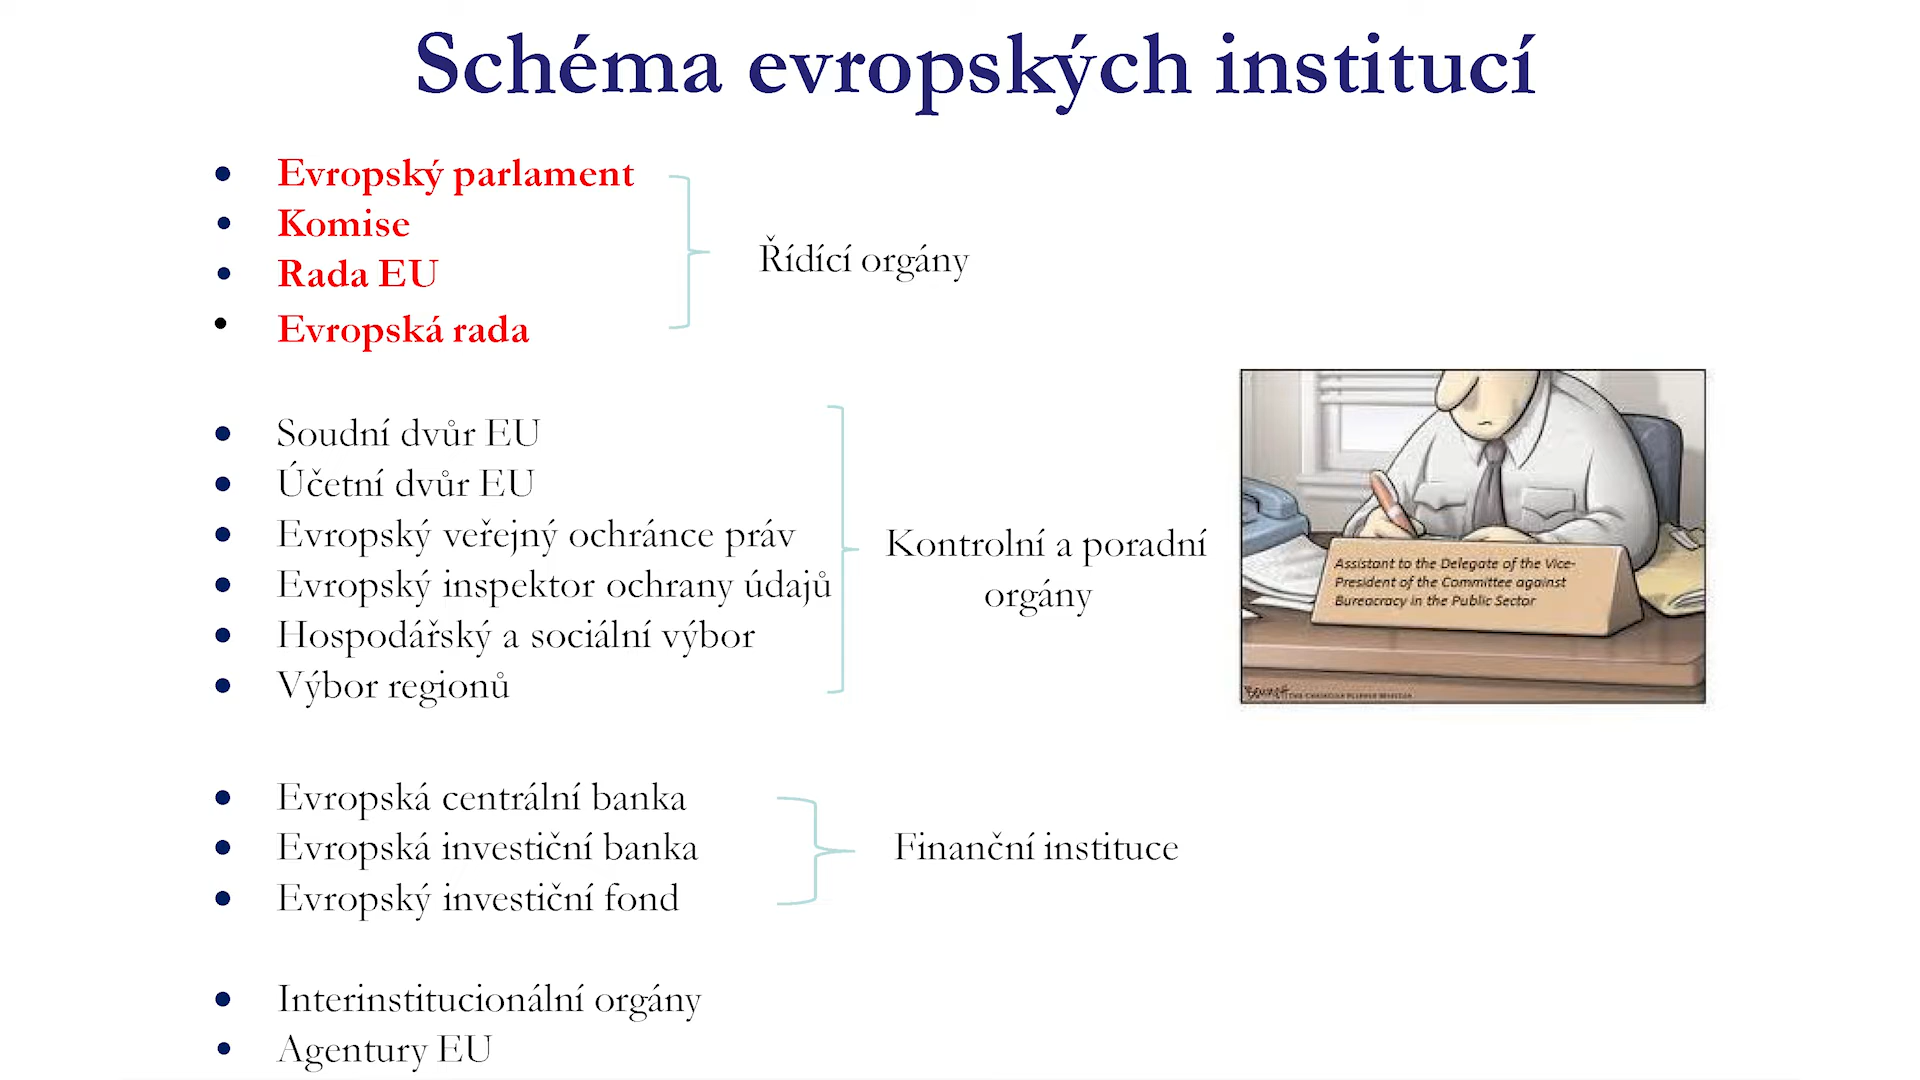 Schéma evropských institucí
Evropský parlament
Komise
Rada EU
Evropská rada
Řídící orgány
Soudní dvůr EU
Účetní dvůr EU
Evropský veřejný ochránce práv
Evropský inspektor ochrany údajů
Hospodářský a sociální výbor
Výbor regionů
Kontrolní a poradní
orgány
Assistant to the Delegate of the Vice-
President of the Committee against
Bureacracy in the Public Sector
Evropská centrální banka
Evropská investiční banka
Evropský investiční fond
Finanční instituce
Interinstitucionální orgány
Agentury EU